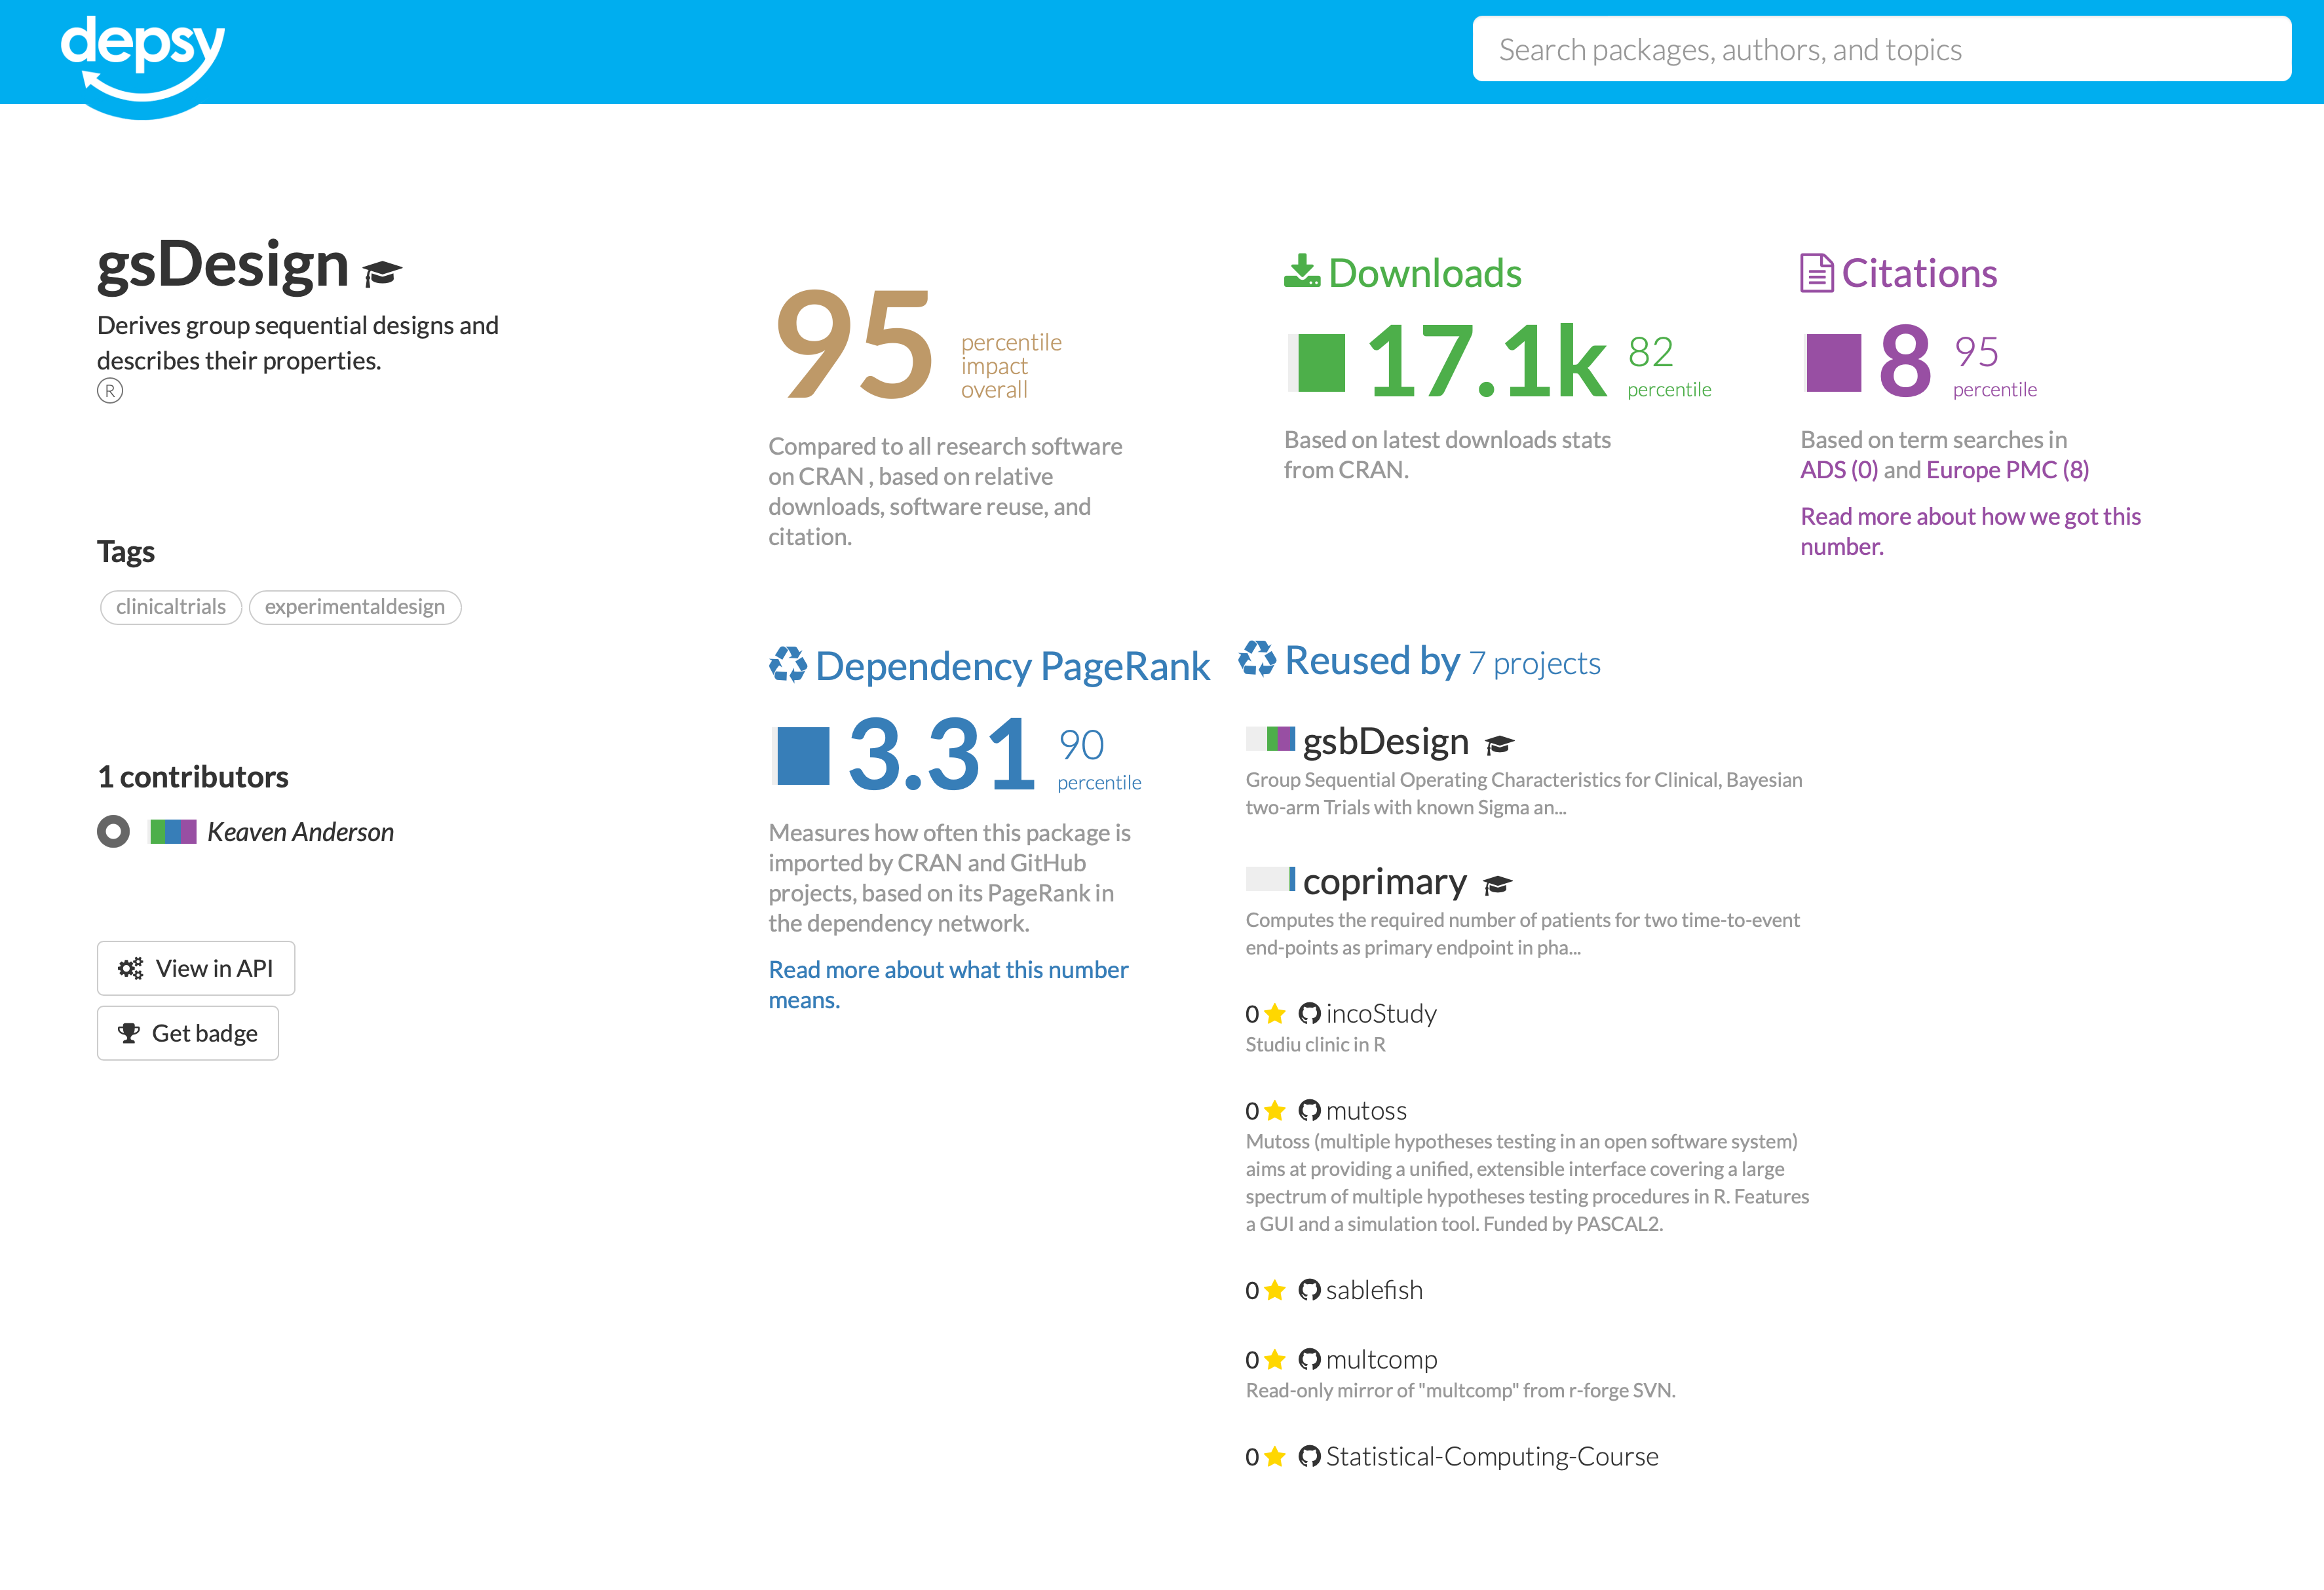 depsy
Search packages, authors, and topics
gsDesign
Derives group sequential designs and
describes their properties.
R
Tags
clinicaltrials experimentaldesign
1 contributors
Keaven Anderson
View in API
Get badge
95 percentile
impact
overall
Compared to all research software
on CRAN , based on relative
downloads, software reuse, and
citation.
Downloads
17.1k 82
percentile
Based on latest downloads stats
from CRAN.
Citations
8 95
percentile
Based on term searches in
ADS (0) and Europe PMC (8)
Read more about how we got this
number.
Dependency PageRank
3.31 90
percentile
Measures how often this package is
imported by CRAN and GitHub
projects, based on its PageRank in
the dependency network.
Read more about what this number
means.
Reused by 7 projects
gsbDesign
Group Sequential Operating Characteristics for Clinical, Bayesian
two-arm Trials with known Sigma an...
coprimary
Computes the required number of patients for two time-to-event
end-points as primary endpoint in pha...
0 incoStudy
Studiu clinic in R
0 mutoss
Mutoss (multiple hypotheses testing in an open software system)
aims at providing a unified, extensible interface covering a large
spectrum of multiple hypotheses testing procedures in R. Features
a GUI and a simulation tool. Funded by PASCAL2.
0 sablefish
0 multcomp
Read-only mirror of "multcomp" from r-forge SVN.
0 Statistical-Computing-Course